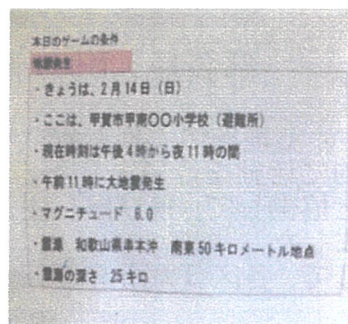 本日のゲームの条件
地震発生
・きょうは、2月14日（日）
・ここは、甲賀市甲南〇〇小学校（避難所）
・現在時刻は午後4時から夜11時の間
・午前11時に大地震発生
・マグニチュード 8.0
・震源 和歌山県串本沖 南東50キロメートル地点
・震源の深さ 25キロ